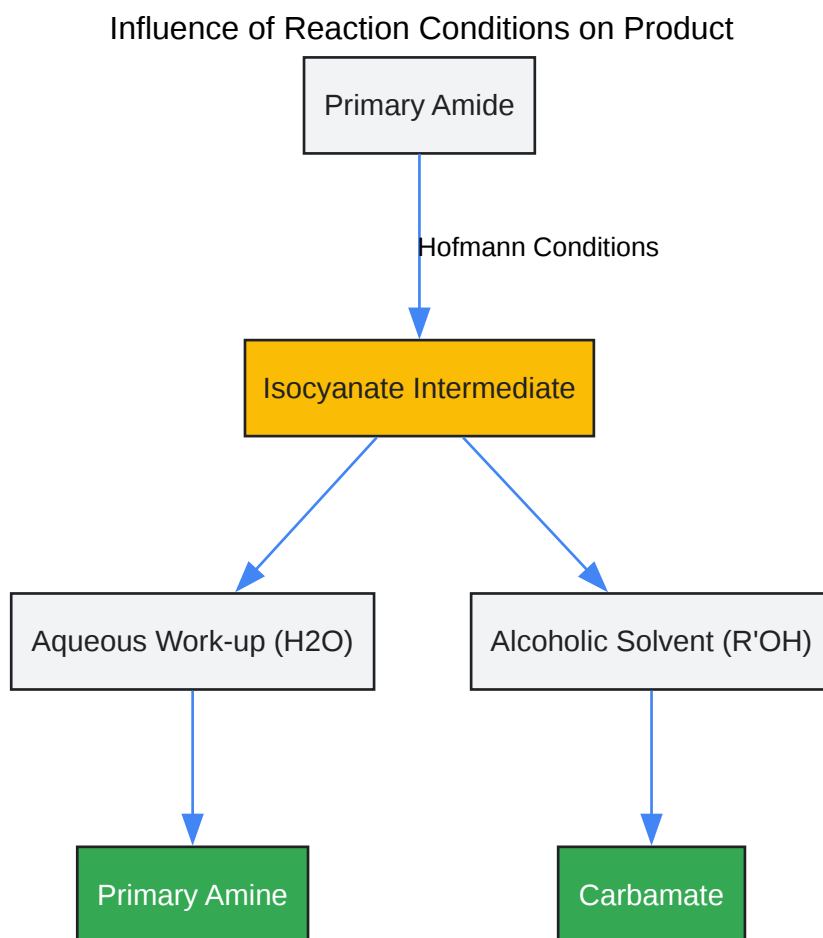 Influence of Reaction Conditions on Product
Primary Amide
Hofmann Conditions
Isocyanate Intermediate
Aqueous Work-up (H2O)
Alcoholic Solvent (R'OH)
Primary Amine
Carbamate